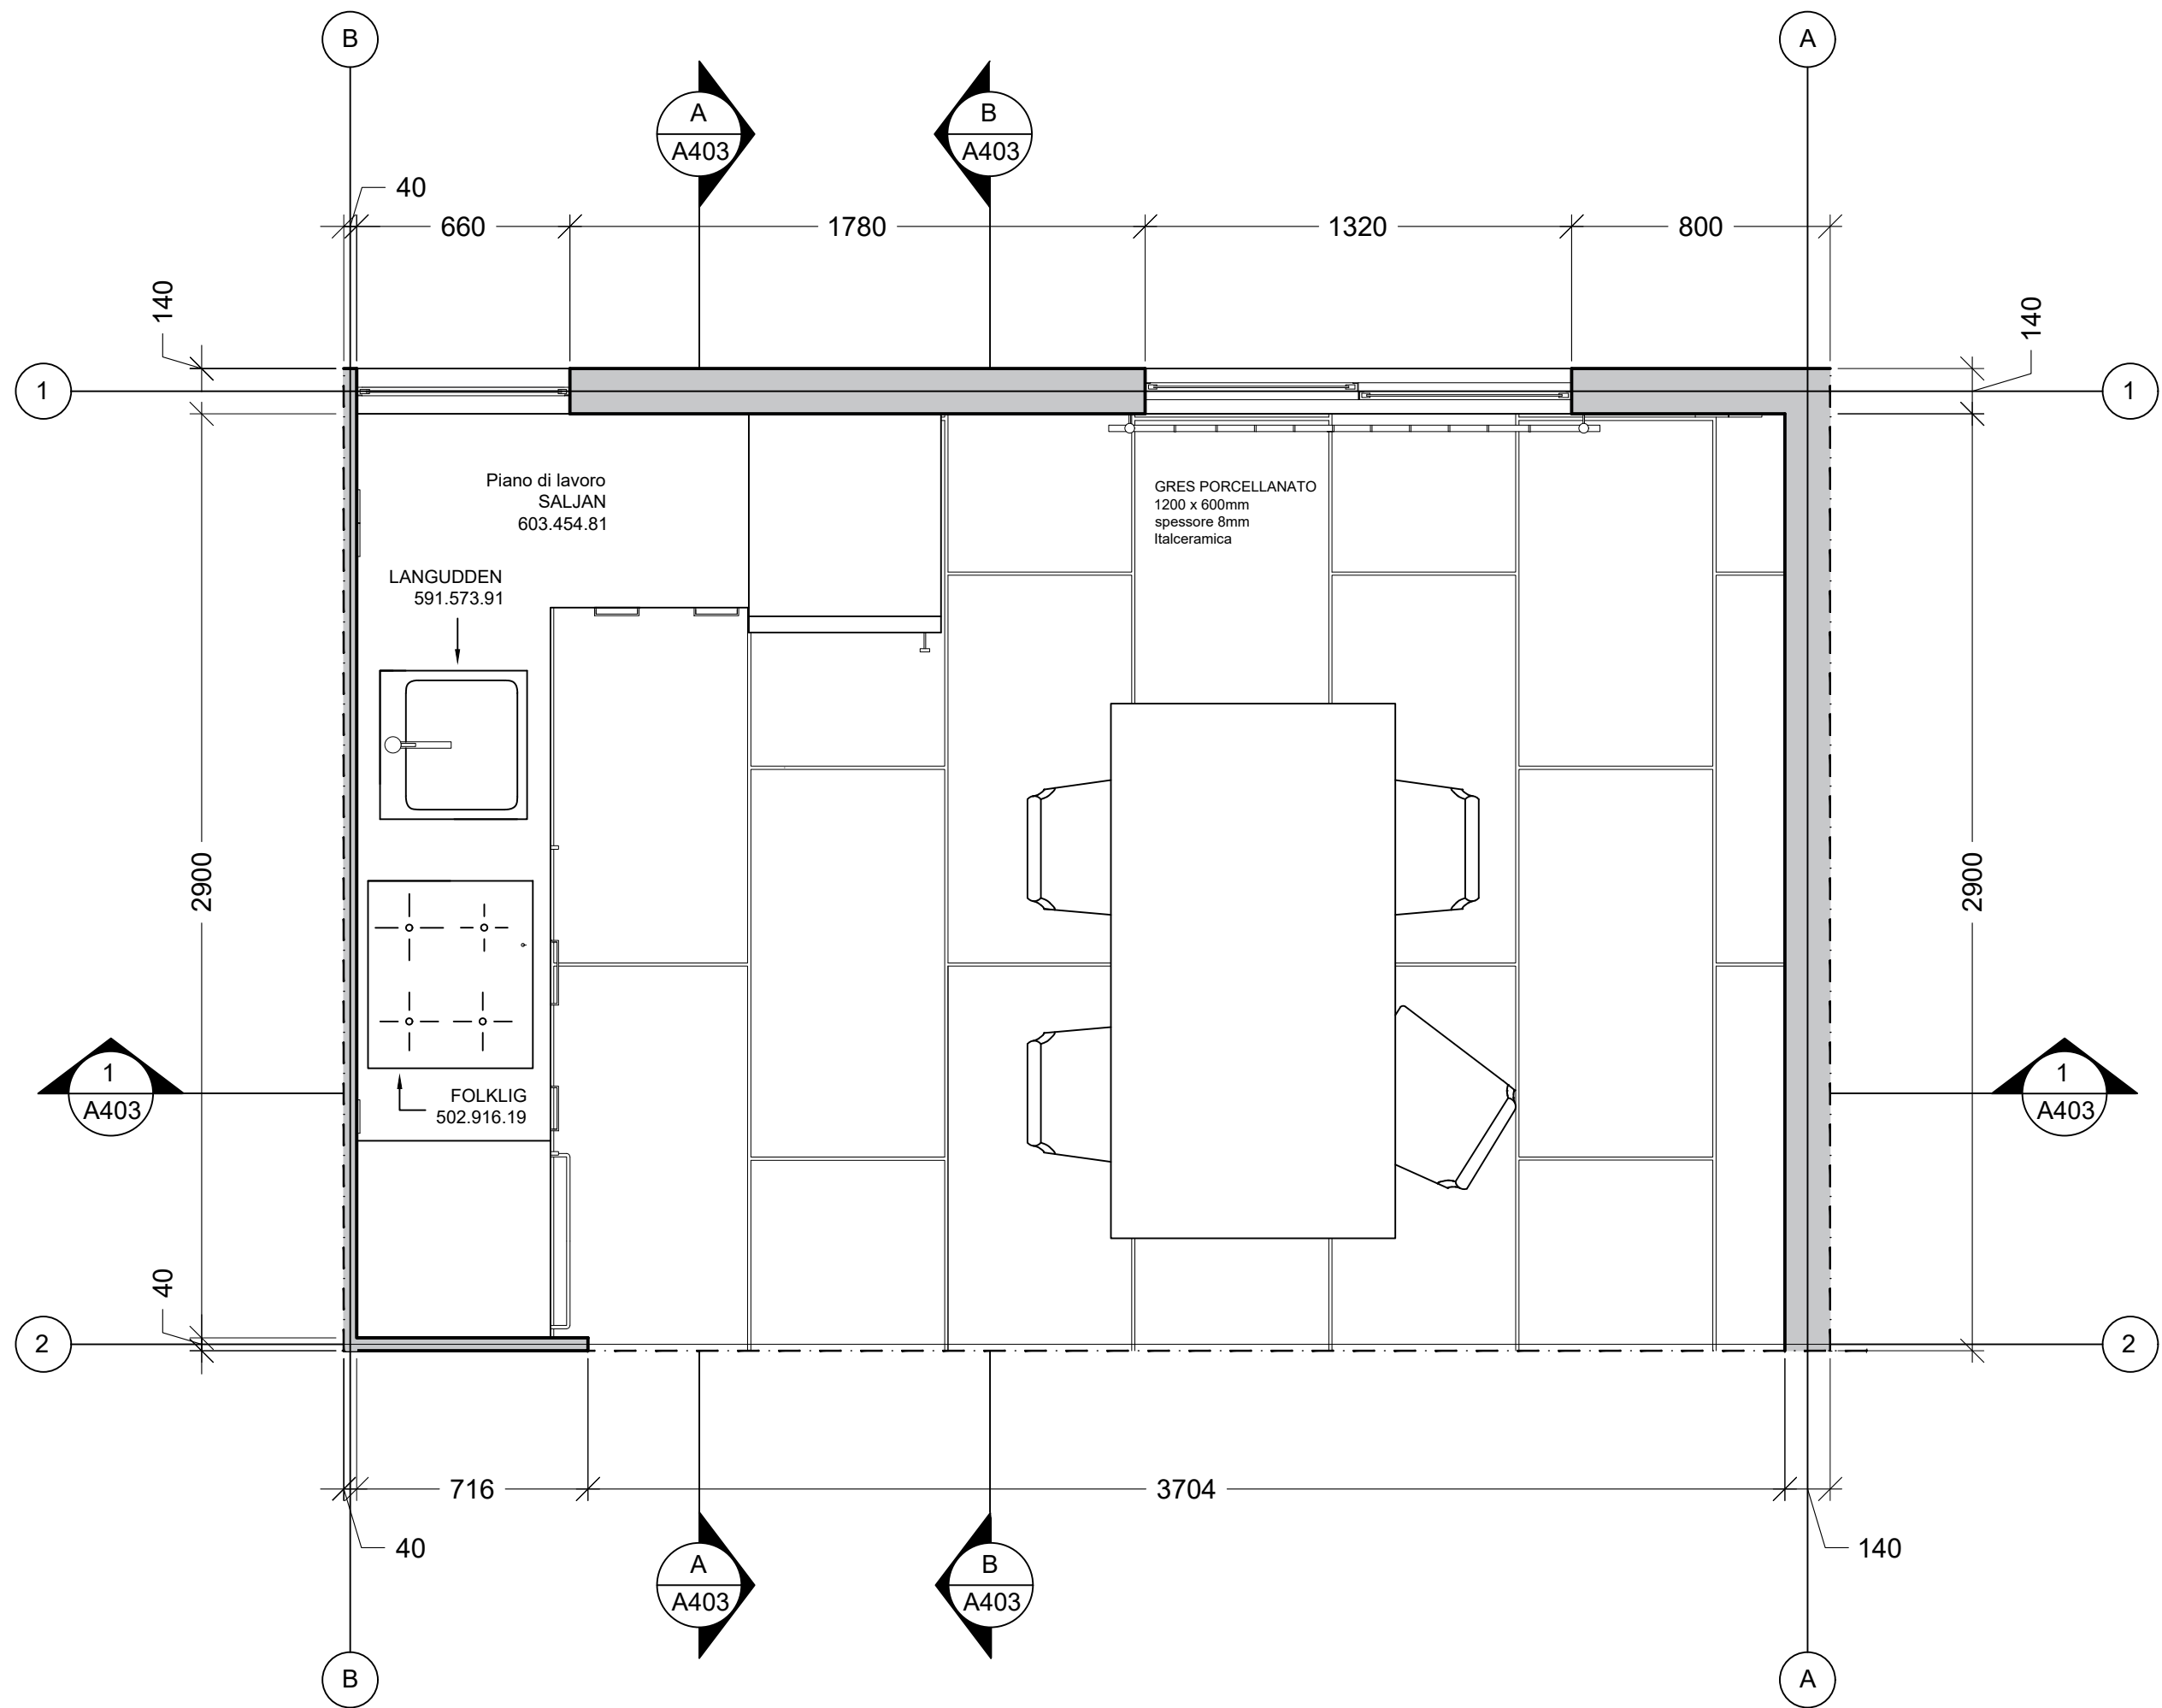 B
A
A
A403
B
A403
40
660
1780
1320
800
140
140
1
1
Piano di lavoro
SALJAN
603.454.81
GRES PORCELLANATO
1200 x 600mm
spessore 8mm
Italceramica
LANGUDDEN
591.573.91
2900
2900
1
A403
1
A403
FOLKLIG
502.916.19
40
2
2
716
3704
40
140
A
A403
B
A403
B
A